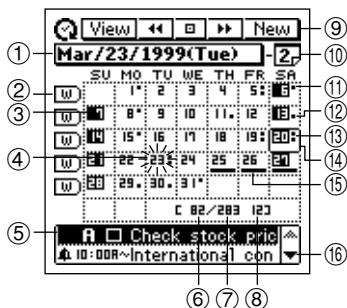 View New ⑨
① Mar/23/1999(Tue) 2 ⑩
SU MO TU WE TH FR SA
② W 1 2 3 4 5 6 ⑪
③ 7 8 9 10 11 12 13 ⑫
W 14 15 16 17 18 19 20 ⑬
④ W 21 22 23 24 25 26 27 ⑭
W 28 29 30 31 ⑮
[ 82/283 12]
⑤ A Check stock pric
10:00A~International con ⑯
⑥ ⑦ ⑧